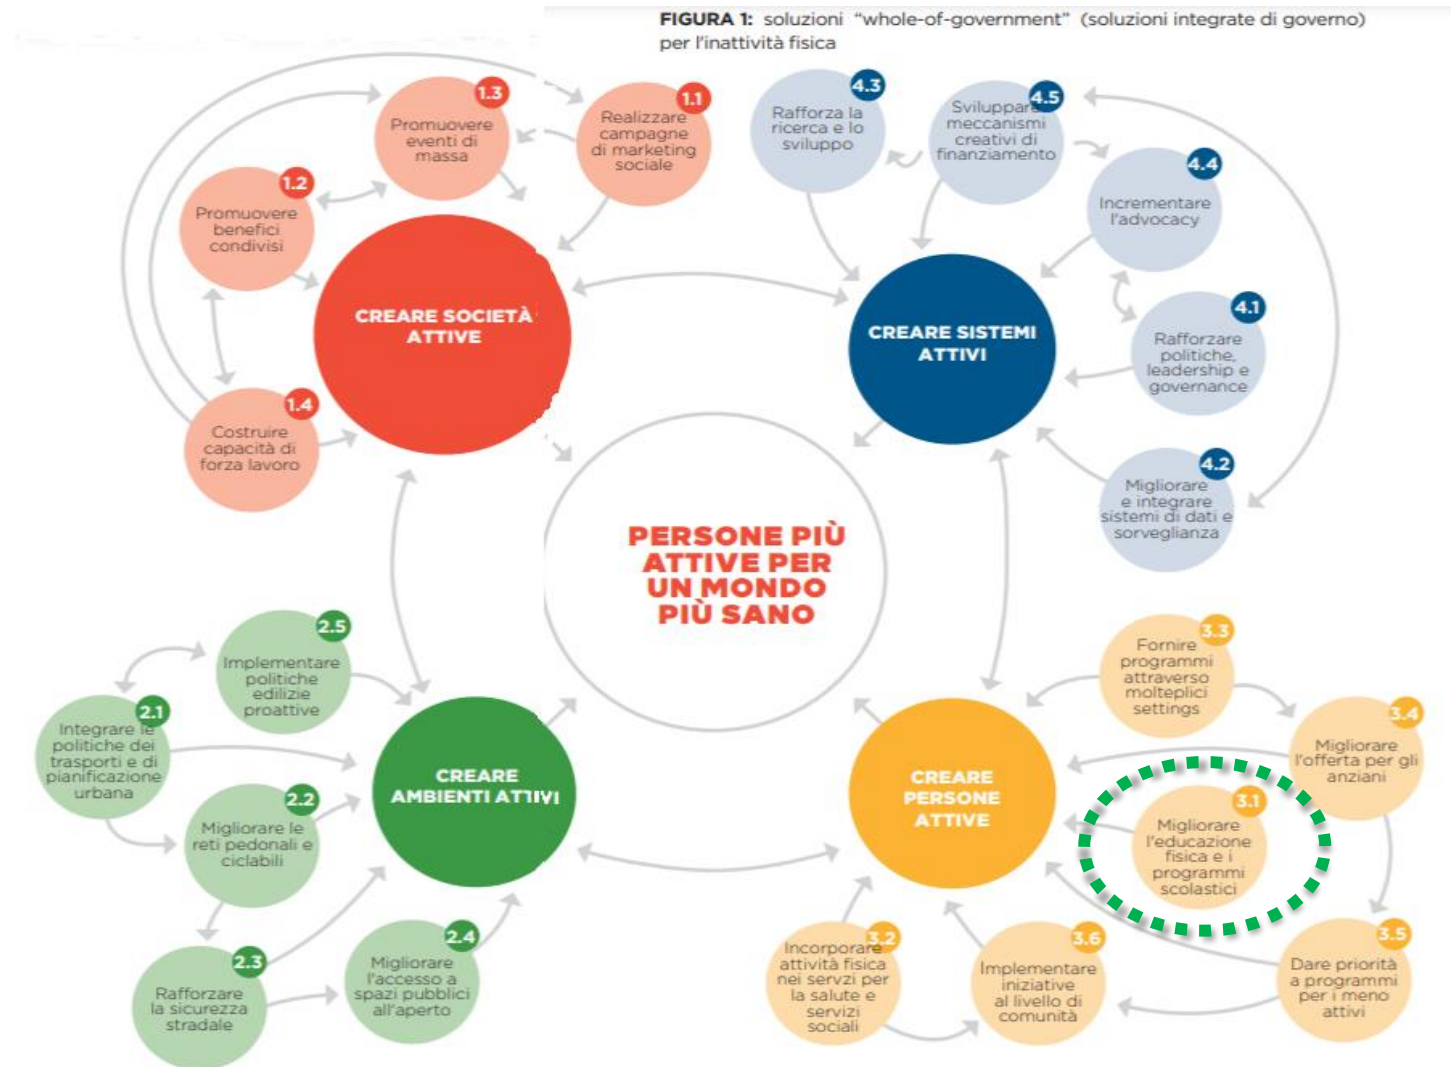 FIGURA 1: soluzioni “whole-of-government” (soluzioni integrate di governo)
per l'inattività fisica
1.3
Promuovere
eventi di
massa
1.1
Realizzare
campagne
di marketing
sociale
1.2
Promuovere
benefici
condivisi
1.4
Costruire
capacità di
forza lavoro
CREARE SOCIETÀ
ATTIVE
4.3
Rafforza la
ricerca e lo
sviluppo
4.5
Sviluppare
meccanismi
creativi di
finanziamento
4.4
Incrementare
l'advocacy
4.1
Rafforzare
politiche,
leadership e
governance
4.2
Migliorare
e integrare
sistemi di dati e
sorveglianza
CREARE SISTEMI
ATTIVI
PERSONE PIÙ
ATTIVE PER
UN MONDO
PIÙ SANO
2.5
Implementare
politiche
edilizie
proattive
2.1
Integrare le
politiche dei
trasporti e di
pianificazione
urbana
2.2
Migliorare le
reti pedonali e
ciclabili
2.3
Rafforzare
la sicurezza
stradale
2.4
Migliorare
l'accesso a
spazi pubblici
all'aperto
CREARE
AMBIENTI ATTIVI
CREARE
PERSONE
ATTIVE
3.3
Fornire
programmi
attraverso
molteplici
settings
3.4
Migliorare
l'offerta per gli
anziani
3.1
Migliorare
l'educazione
fisica e i
programmi
scolastici
3.2
Incorporare
attività fisica
nei servzi per
la salute e
servizi
sociali
3.6
Implementare
iniziative
al livello di
comunità
3.5
Dare priorità
a programmi
per i meno
attivi